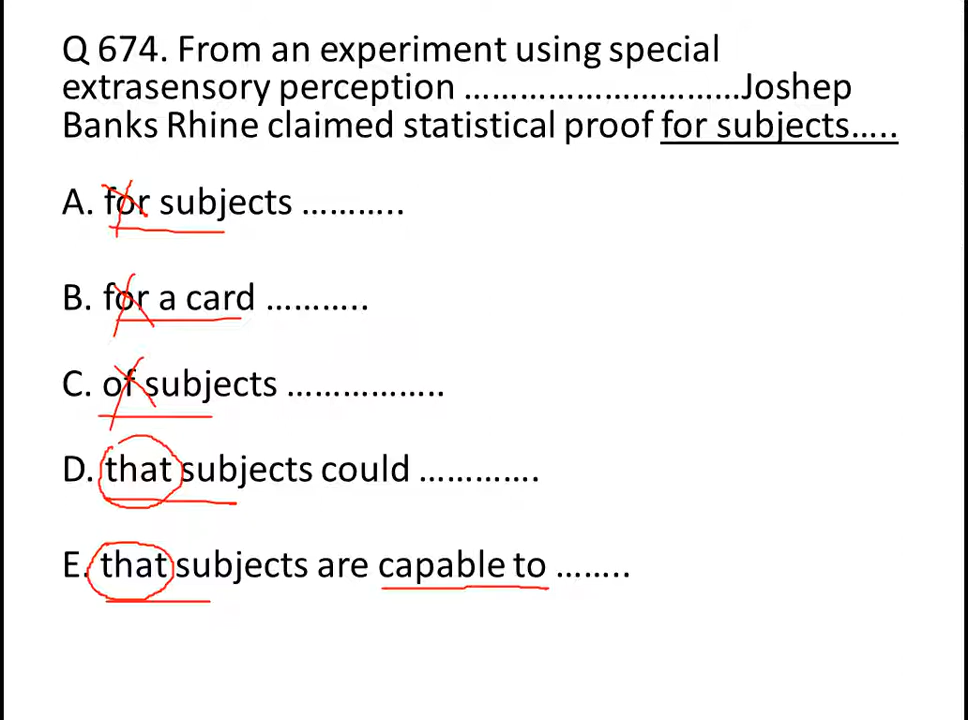 Q 674. From an experiment using special
extrasensory perception ………………………….Joshep
Banks Rhine claimed statistical proof for subjects…..
A. for subjects ………..
B. for a card ………..
C. of subjects ……………..
D. that subjects could ………….
E. that subjects are capable to ……..